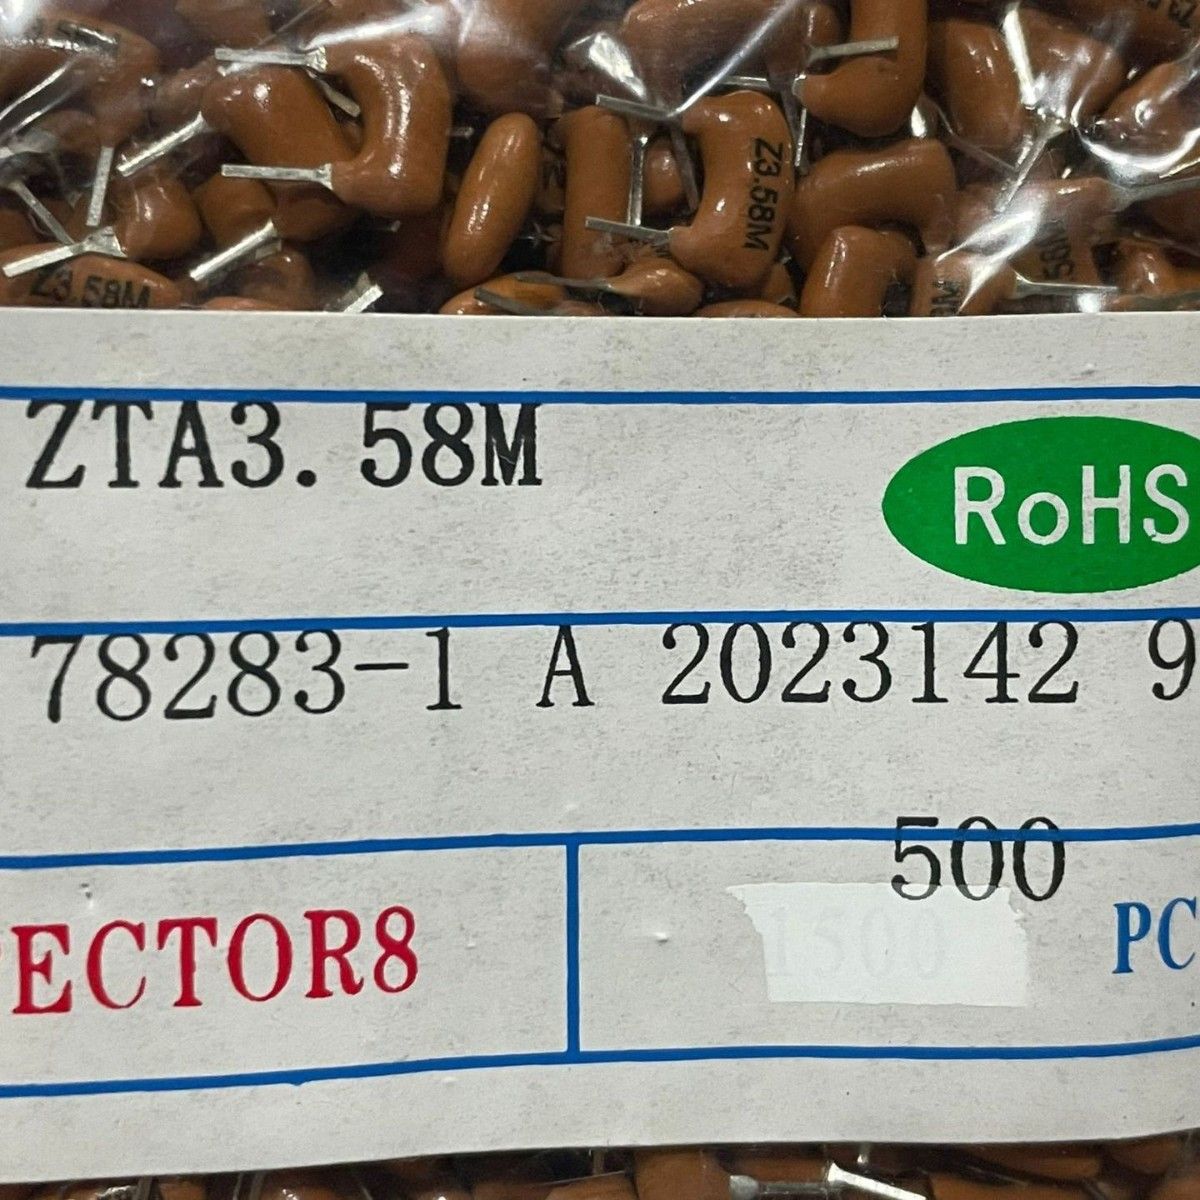 Z3.58M
Z3.58M
ZTA3.58M
RoHS
78283-1 A 2023142 9
500
ECTOR8
PC